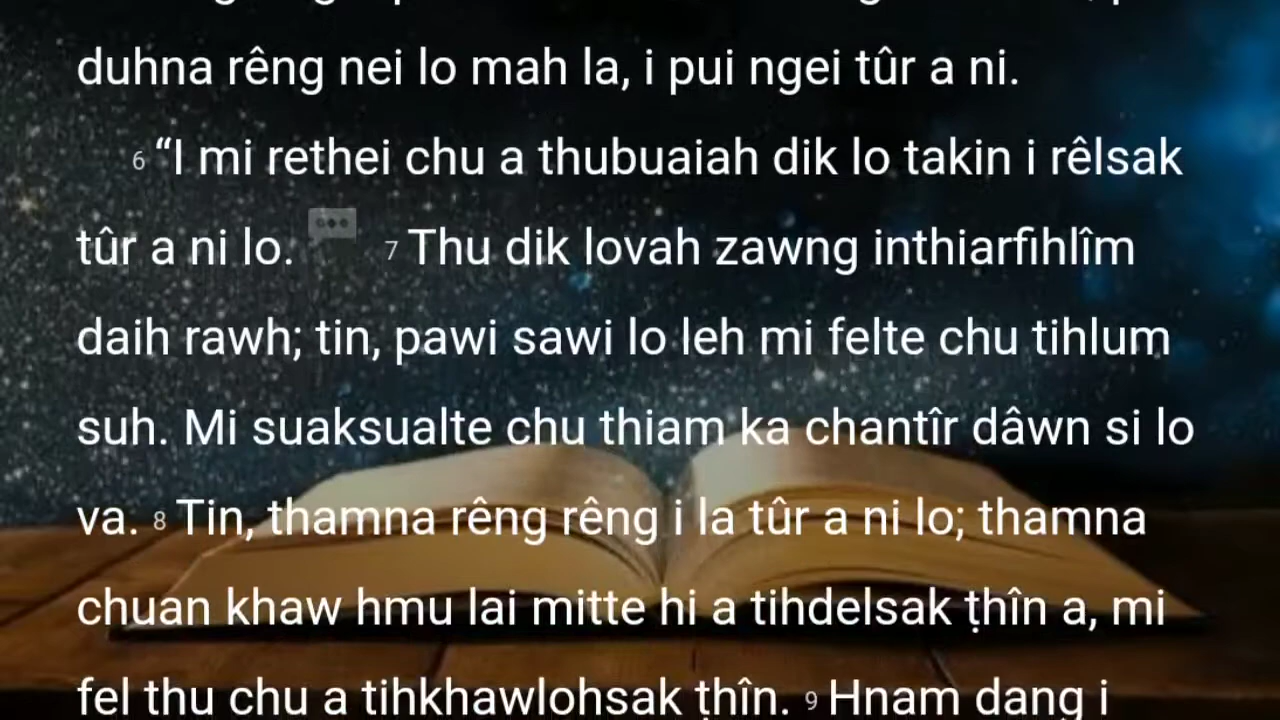 duhna rêng nei lo mah la, i pui ngei tûr a ni.
6 “I mi rethei chu a thubuaiah dik lo takin i rêlsak
tûr a ni lo. 7 Thu dik lovah zawng inthiarfihlîm
daih rawh; tin, pawi sawi lo leh mi felte chu tihlum
suh. Mi suaksualte chu thiam ka chantîr dâwn si lo
va. 8 Tin, thamna rêng rêng i la tûr a ni lo; thamna
chuan khaw hmu lai mitte hi a tihdelsak ṭhîn a, mi
fel thu chu a tihkhawlohsak ṭhîn. 9 Hnam dang i